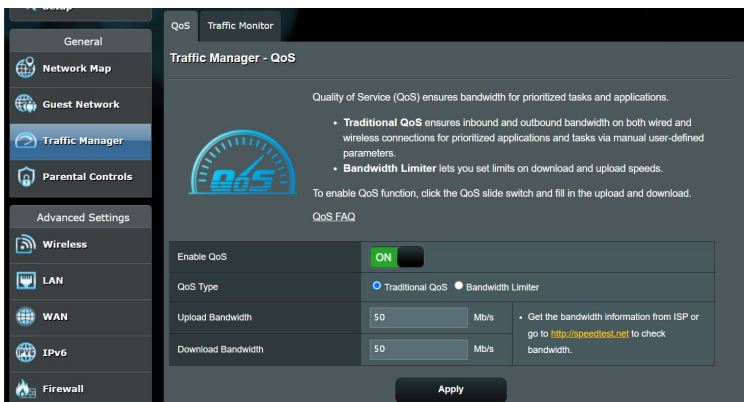 Setup
General
Network Map
Guest Network
Traffic Manager
Parental Controls
Advanced Settings
Wireless
LAN
WAN
IPv6
Firewall
QoS Traffic Monitor
Traffic Manager - QoS
QoS
Quality of Service (QoS) ensures bandwidth for prioritized tasks and applications.
• Traditional QoS ensures inbound and outbound bandwidth on both wired and
wireless connections for prioritized applications and tasks via manual user-defined
parameters.
• Bandwidth Limiter lets you set limits on download and upload speeds.
To enable QoS function, click the QoS slide switch and fill in the upload and download.
QoS FAQ
Enable QoS ON
QoS Type Traditional QoS Bandwidth Limiter
Upload Bandwidth 50 Mb/s
Download Bandwidth 50 Mb/s
• Get the bandwidth information from ISP or
go to http://speedtest.net to check
bandwidth.
Apply